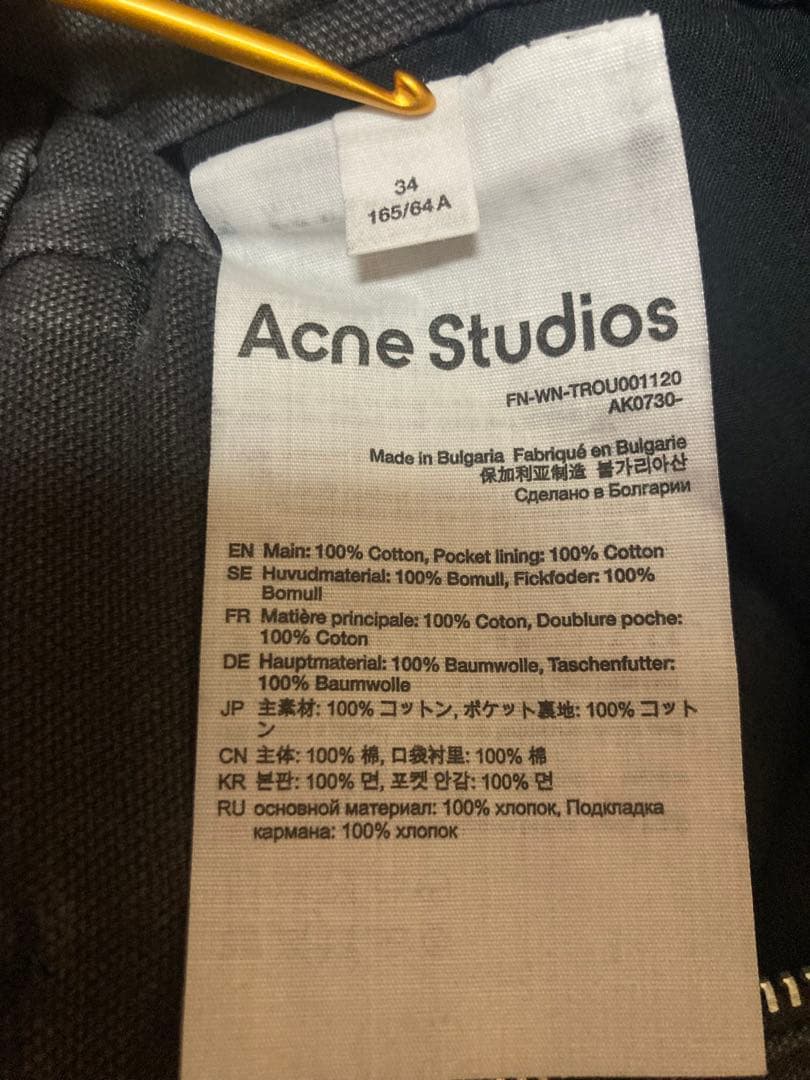 34
165/64A
Acne Studios
FN-WN-TROU001120
AK0730-
Made in Bulgaria Fabriqué en Bulgarie
保加利亚制造 불가리아산
Сделано в Болгарии
EN Main: 100% Cotton, Pocket lining: 100% Cotton
SE Huvudmaterial: 100% Bomull, Fickfoder: 100%
Bomull
FR Matière principale: 100% Coton, Doublure poche:
100% Coton
DE Hauptmaterial: 100% Baumwolle, Taschenfutter:
100% Baumwolle
JP 主素材: 100% コットン, ポケット裏地: 100% コット
ン
CN 主体: 100% 棉, 口袋衬里: 100% 棉
KR 본판: 100% 면, 포켓 안감: 100% 면
RU основной материал: 100% хлопок, Подкладка
кармана: 100% хлопок